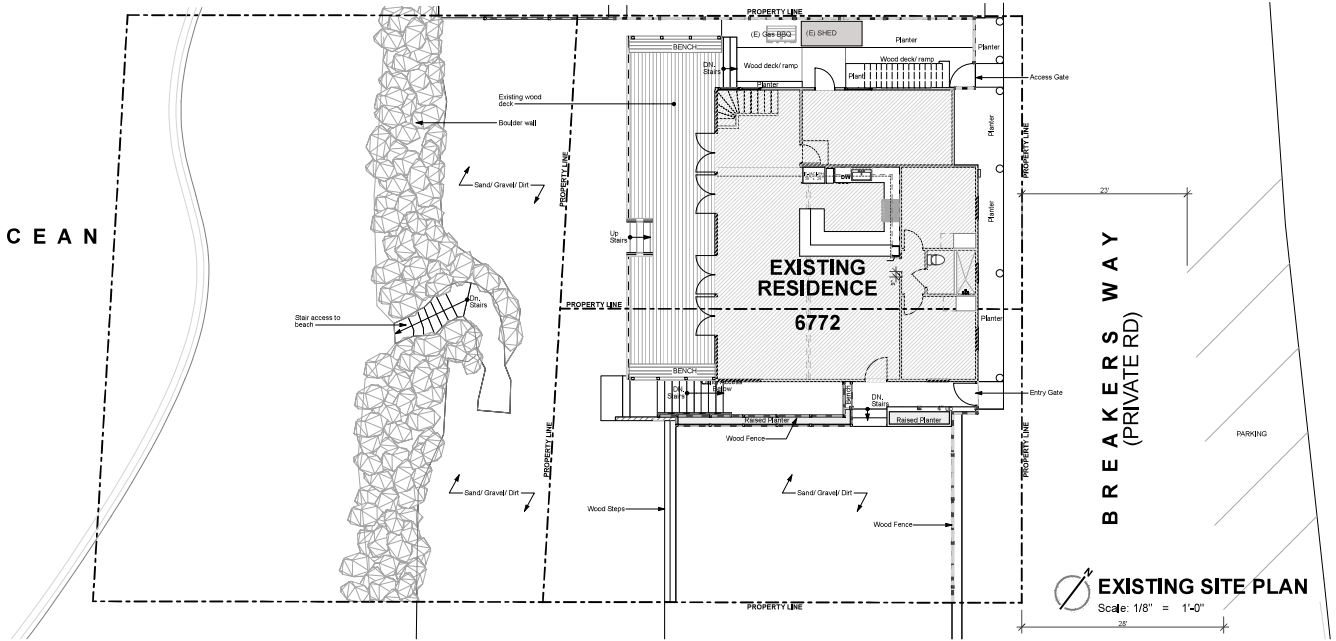 PROPERTY LINE
(E) Gas BBQ
(E) SHED
Planter
Planter
BENCH
DN.
Stairs
Wood deck/ ramp
Wood deck/ ramp
Plant
Planter
Access Gate
Existing wood
deck
Boulder wall
Planter
PROPERTY LINE
PROPERTY LINE
Sand/ Gravel/ Dirt
DW
23'
Planter
CEAN
Up
Stairs
BREAKERS WAY
(PRIVATE RD)
EXISTING
RESIDENCE
6772
Dn.
Stairs
PROPERTY LINE
Stair access to
beach
Planter
BENCH
DN.
Stairs
Below
Bench
DN.
Stairs
Entry Gate
Raised Planter
Raised Planter
Wood Fence
PARKING
PROPERTY LINE
PROPERTY LINE
Sand/ Gravel/ Dirt
Sand/ Gravel/ Dirt
Wood Steps
Wood Fence
N
EXISTING SITE PLAN
Scale: 1/8" = 1'-0"
PROPERTY LINE
28'